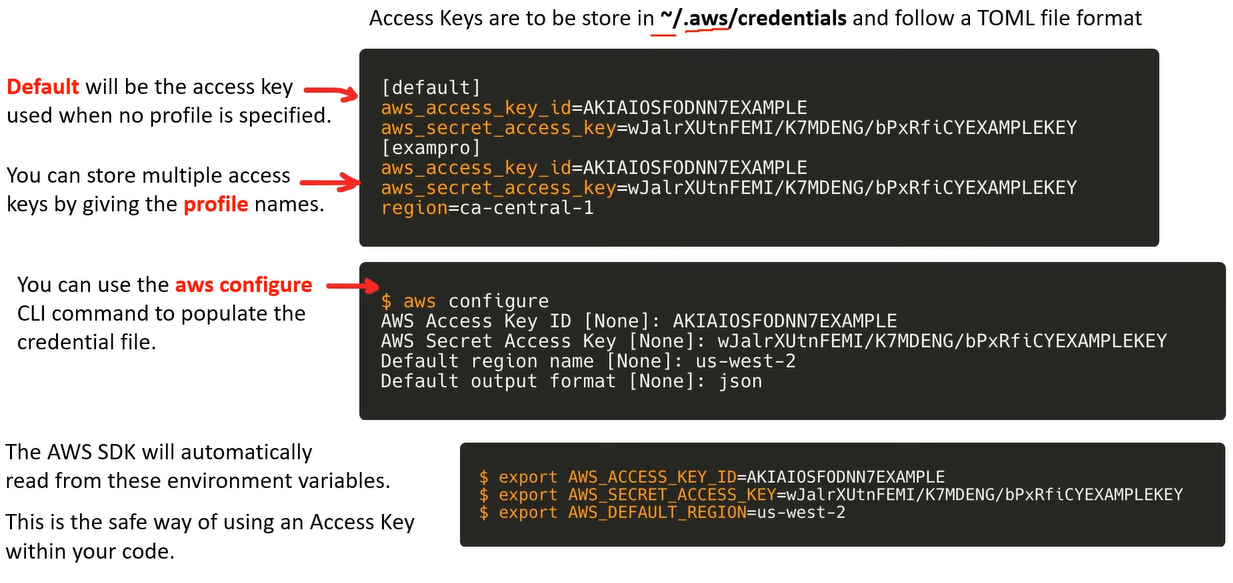 Access Keys are to be store in ~/.aws/credentials and follow a TOML file format
Default will be the access key
used when no profile is specified.
[default]
aws_access_key_id=AKIAIOSFODNN7EXAMPLE
aws_secret_access_key=wJalrXUtnFEMI/K7MDENG/bPxRfiCYEXAMPLEKEY
[exampro]
aws_access_key_id=AKIAIOSFODNN7EXAMPLE
aws_secret_access_key=wJalrXUtnFEMI/K7MDENG/bPxRfiCYEXAMPLEKEY
region=ca-central-1
You can store multiple access
keys by giving the profile names.
You can use the aws configure
CLI command to populate the
credential file.
$ aws configure
AWS Access Key ID [None]: AKIAIOSFODNN7EXAMPLE
AWS Secret Access Key [None]: wJalrXUtnFEMI/K7MDENG/bPxRfiCYEXAMPLEKEY
Default region name [None]: us-west-2
Default output format [None]: json
The AWS SDK will automatically
read from these environment variables.
This is the safe way of using an Access Key
within your code.
$ export AWS_ACCESS_KEY_ID=AKIAIOSFODNN7EXAMPLE
$ export AWS_SECRET_ACCESS_KEY=wJalrXUtnFEMI/K7MDENG/bPxRfiCYEXAMPLEKEY
$ export AWS_DEFAULT_REGION=us-west-2